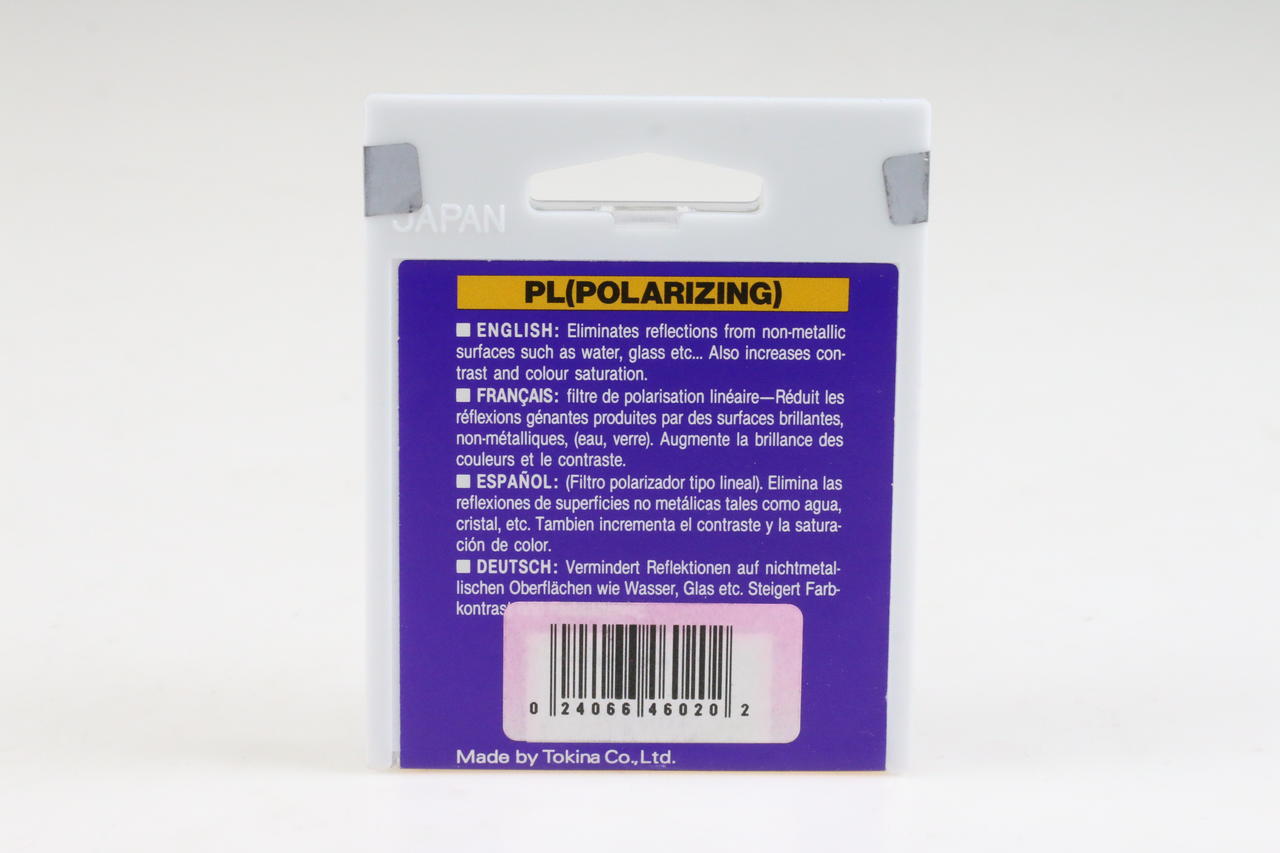 JAPAN
PL(POLARIZING)
■ ENGLISH: Eliminates reflections from non-metallic
surfaces such as water, glass etc... Also increases con-
trast and colour saturation.
■ FRANÇAIS: filtre de polarisation linéaire—Réduit les
réflexions génantes produites par des surfaces brillantes,
non-métalliques, (eau, verre). Augmente la brillance des
couleurs et le contraste.
■ ESPAÑOL: (Filtro polarizador tipo lineal). Elimina las
reflexiones de superficies no metálicas tales como agua,
cristal, etc. Tambien incrementa el contraste y la satura-
ción de color.
■ DEUTSCH: Vermindert Reflektionen auf nichtmetal-
lischen Oberflächen wie Wasser, Glas etc. Steigert Farb-
kontras
0 24066 46020 2
Made by Tokina Co.,Ltd.